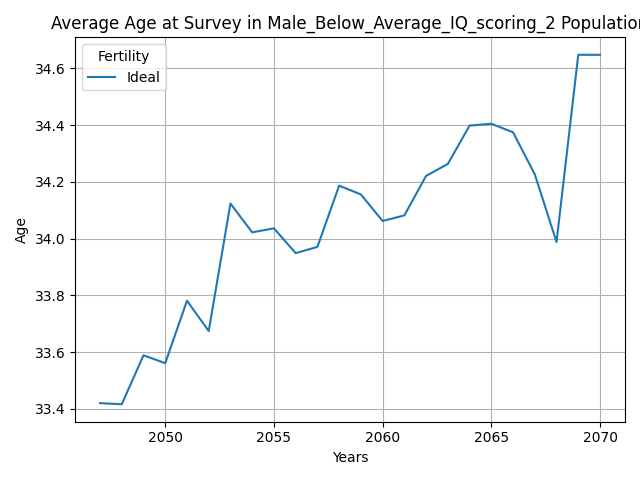 Average Age at Survey in Male_Below_Average_IQ_scoring_2 Population
Fertility
Ideal
34.6
34.4
34.2
34.0
33.8
33.6
33.4
Age
2050 2055 2060 2065 2070
Years